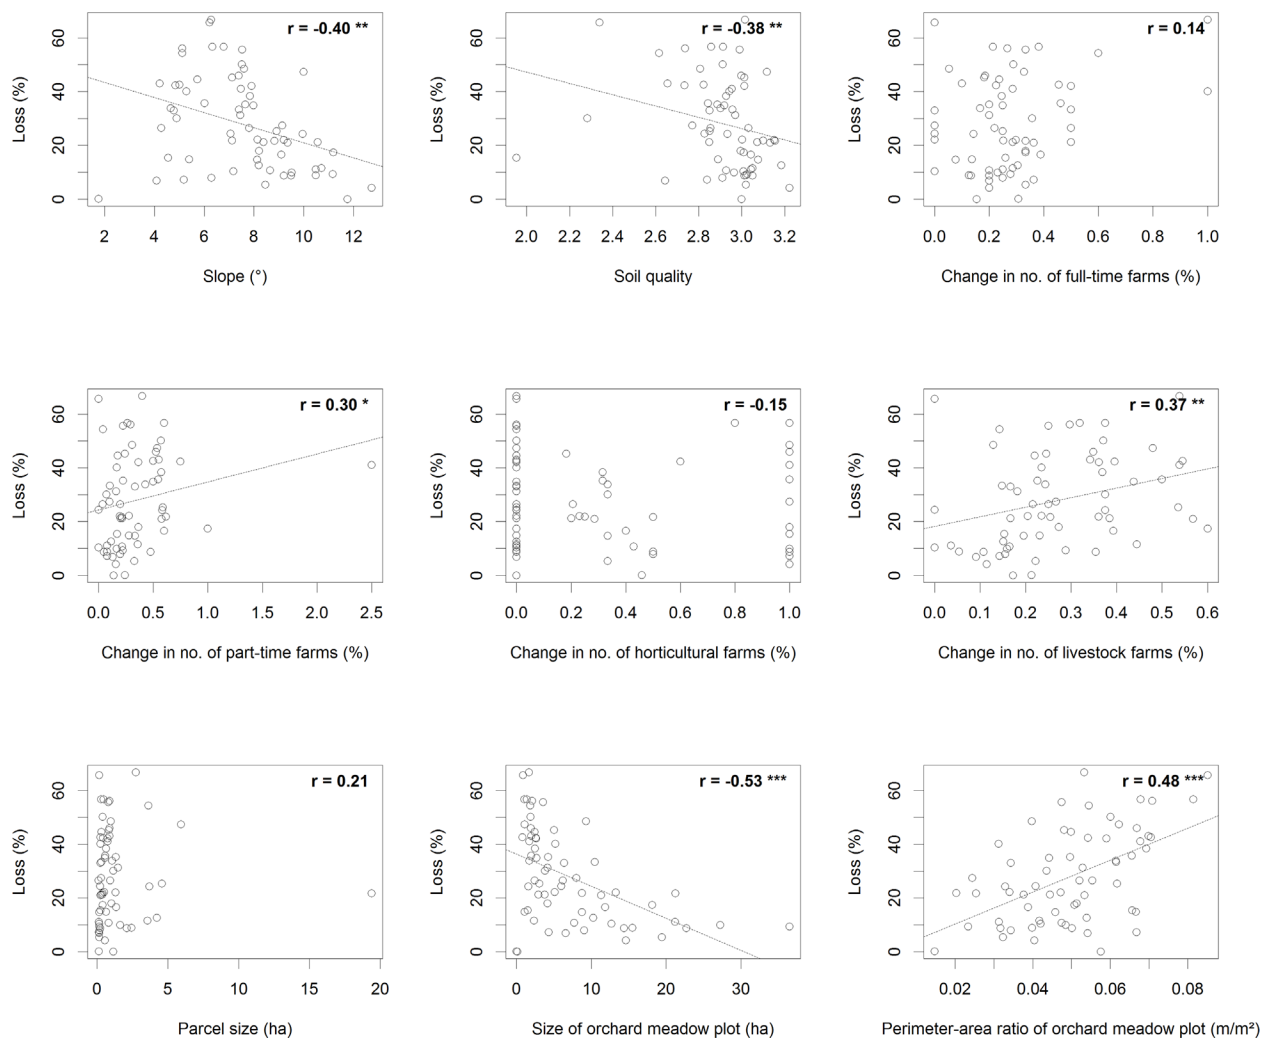 r = -0.40 **
Loss (%)
0 20 40 60
2 4 6 8 10 12
Slope (°)
r = -0.38 **
Loss (%)
0 20 40 60
2.0 2.2 2.4 2.6 2.8 3.0 3.2
Soil quality
r = 0.14
Loss (%)
0 20 40 60
0.0 0.2 0.4 0.6 0.8 1.0
Change in no. of full-time farms (%)
r = 0.30 *
Loss (%)
0 20 40 60
0.0 0.5 1.0 1.5 2.0 2.5
Change in no. of part-time farms (%)
r = -0.15
Loss (%)
0 20 40 60
0.0 0.2 0.4 0.6 0.8 1.0
Change in no. of horticultural farms (%)
r = 0.37 **
Loss (%)
0 20 40 60
0.0 0.1 0.2 0.3 0.4 0.5 0.6
Change in no. of livestock farms (%)
r = 0.21
Loss (%)
0 20 40 60
0 5 10 15 20
Parcel size (ha)
r = -0.53 ***
Loss (%)
0 20 40 60
0 10 20 30
Size of orchard meadow plot (ha)
r = 0.48 ***
Loss (%)
0 20 40 60
0.02 0.04 0.06 0.08
Perimeter-area ratio of orchard meadow plot (m/m²)